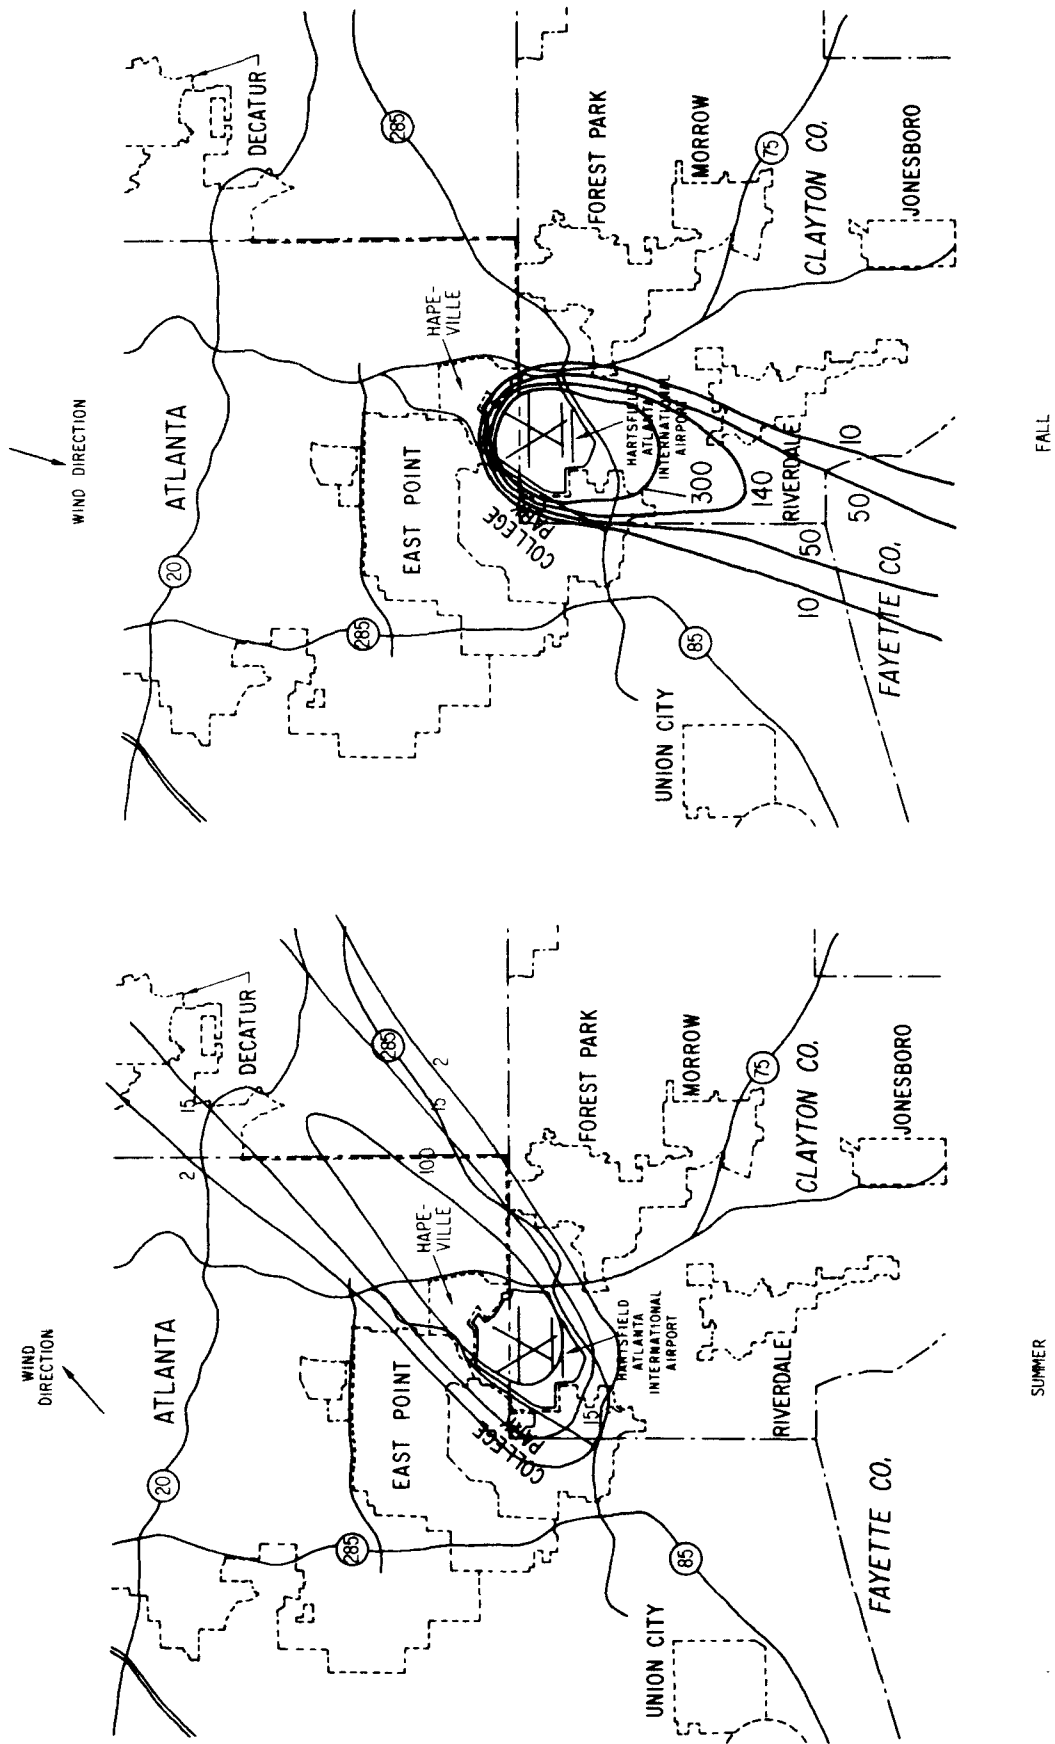 WIND
DIRECTION
ATLANTA
20
DECATUR
2
15
285
EAST POINT
HAPE-
VILLE
100
15
2
285
COLLEGE
PARK
15
HARTSFIELD
ATLANTA
INTERNATIONAL
AIRPORT
FOREST PARK
MORROW
75
UNION CITY
85
RIVERDALE
CLAYTON CO.
FAYETTE CO.
JONESBORO
SUMMER
WIND DIRECTION
ATLANTA
20
DECATUR
285
EAST POINT
HAPE-
VILLE
285
COLLEGE
PARK
HARTSFIELD
ATLANTA
INTERNATIONAL
AIRPORT
FOREST PARK
MORROW
300
140
75
UNION CITY
85
RIVERDALE
CLAYTON CO.
10
50
50
10
FAYETTE CO.
JONESBORO
FALL